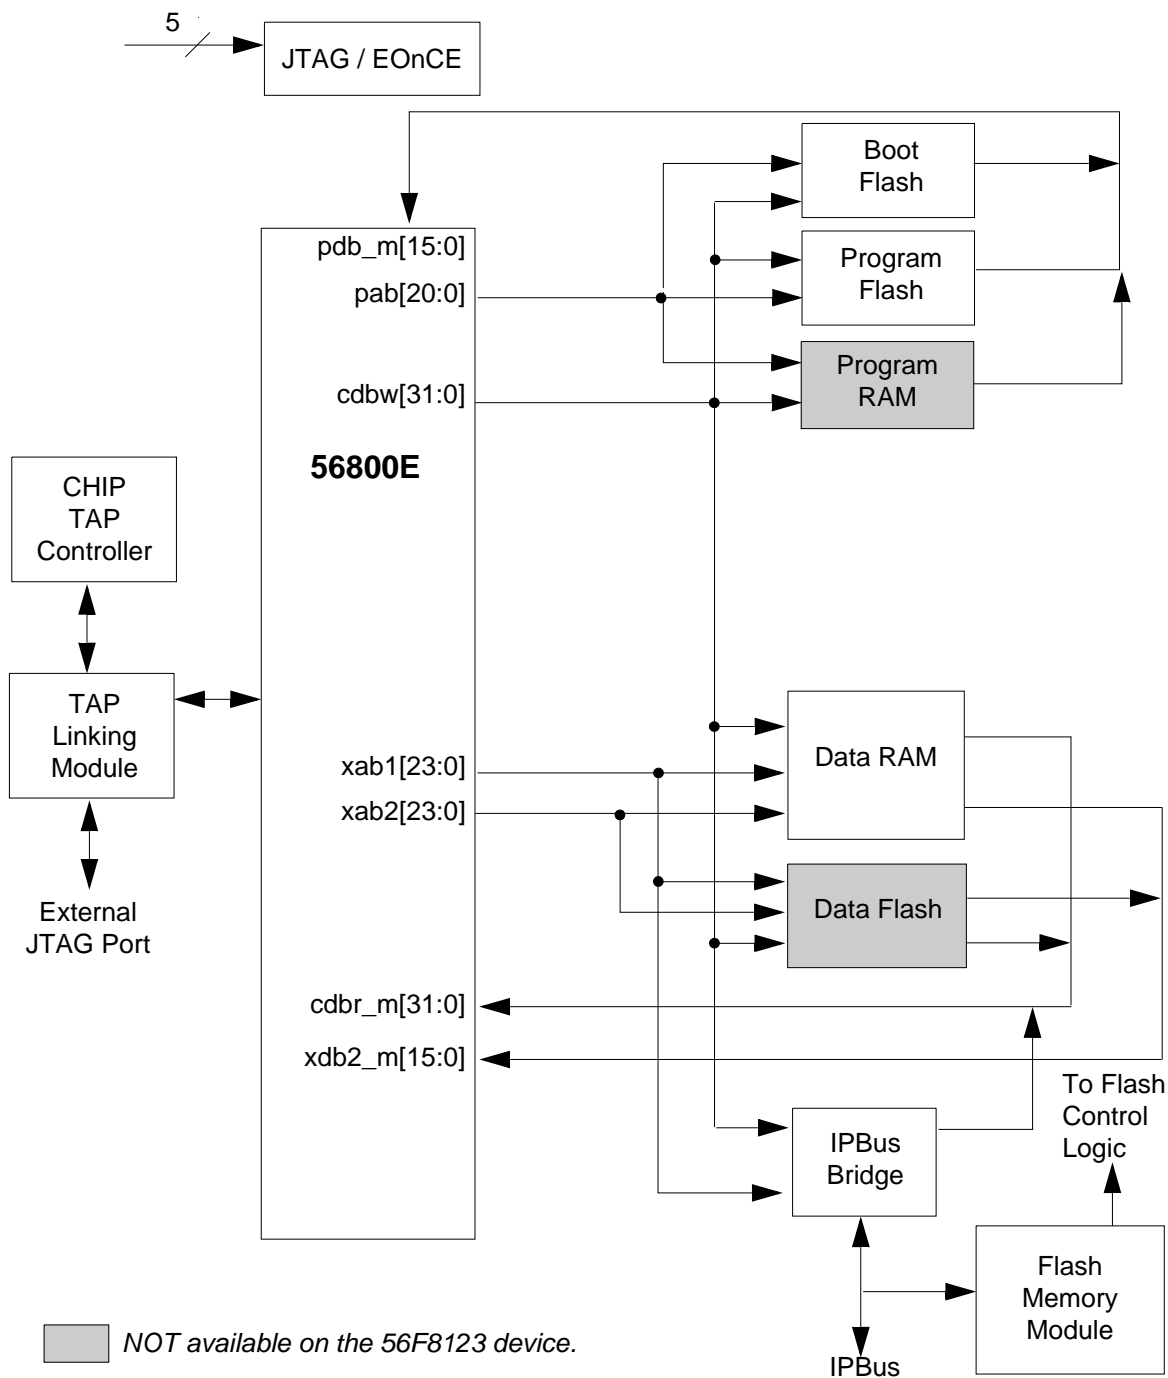 5
JTAG / EOnCE
Boot
Flash
pdb_m[15:0]
Program
Flash
pab[20:0]
Program
RAM
cdbw[31:0]
56800E
CHIP
TAP
Controller
TAP
Linking
Module
xab1[23:0]
Data RAM
xab2[23:0]
Data Flash
External
JTAG Port
cdbr_m[31:0]
xdb2_m[15:0]
To Flash
Control
Logic
IPBus
Bridge
Flash
Memory
Module
NOT available on the 56F8123 device.
IPBus